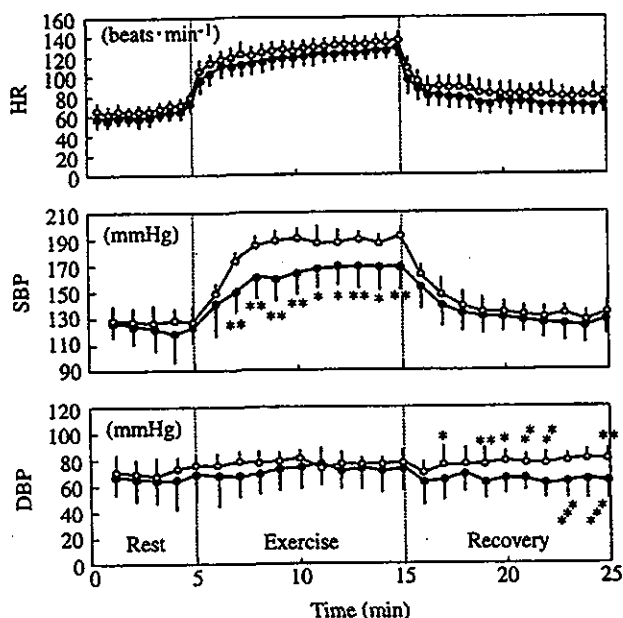 160
140
120
100
80
60
40
20
0
HR
(beats·min⁻¹)
210
190
170
150
130
110
90
SBP
(mmHg)
** ** ** ** * * ** * **
120
100
80
60
40
20
0
DBP
(mmHg)
* ** * ** ** **
*** ***
Rest Exercise Recovery
0 5 10 15 20 25
Time (min)